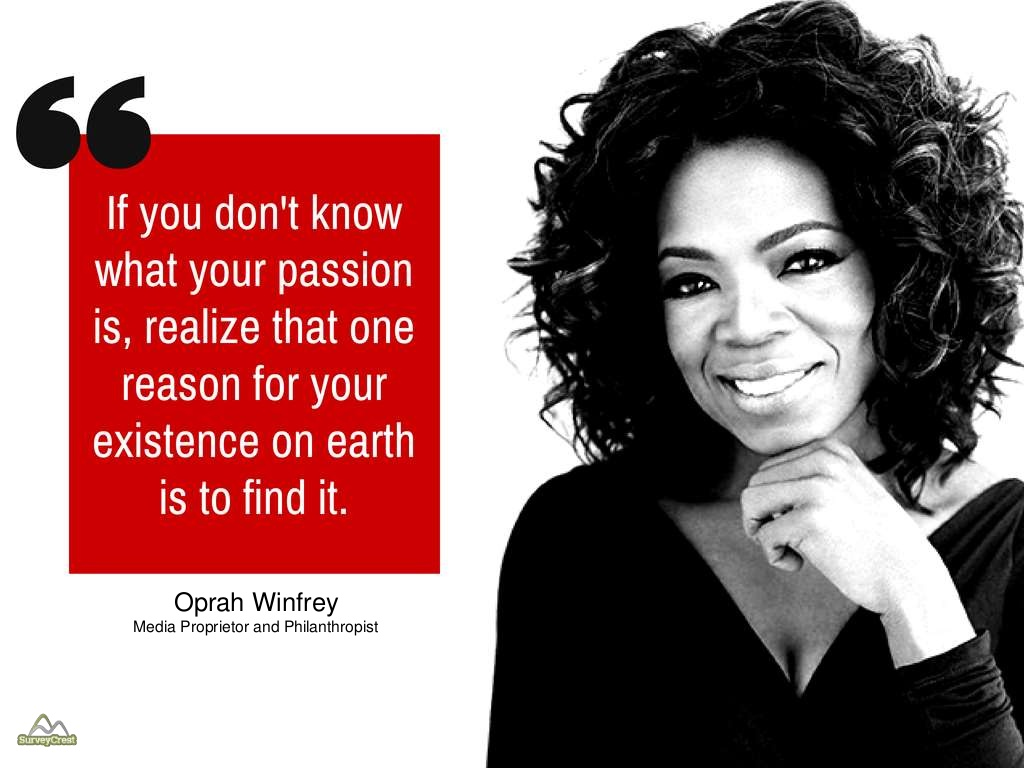 If you don't know
what your passion
is, realize that one
reason for your
existence on earth
is to find it.
Oprah Winfrey
Media Proprietor and Philanthropist
SurveyCrest